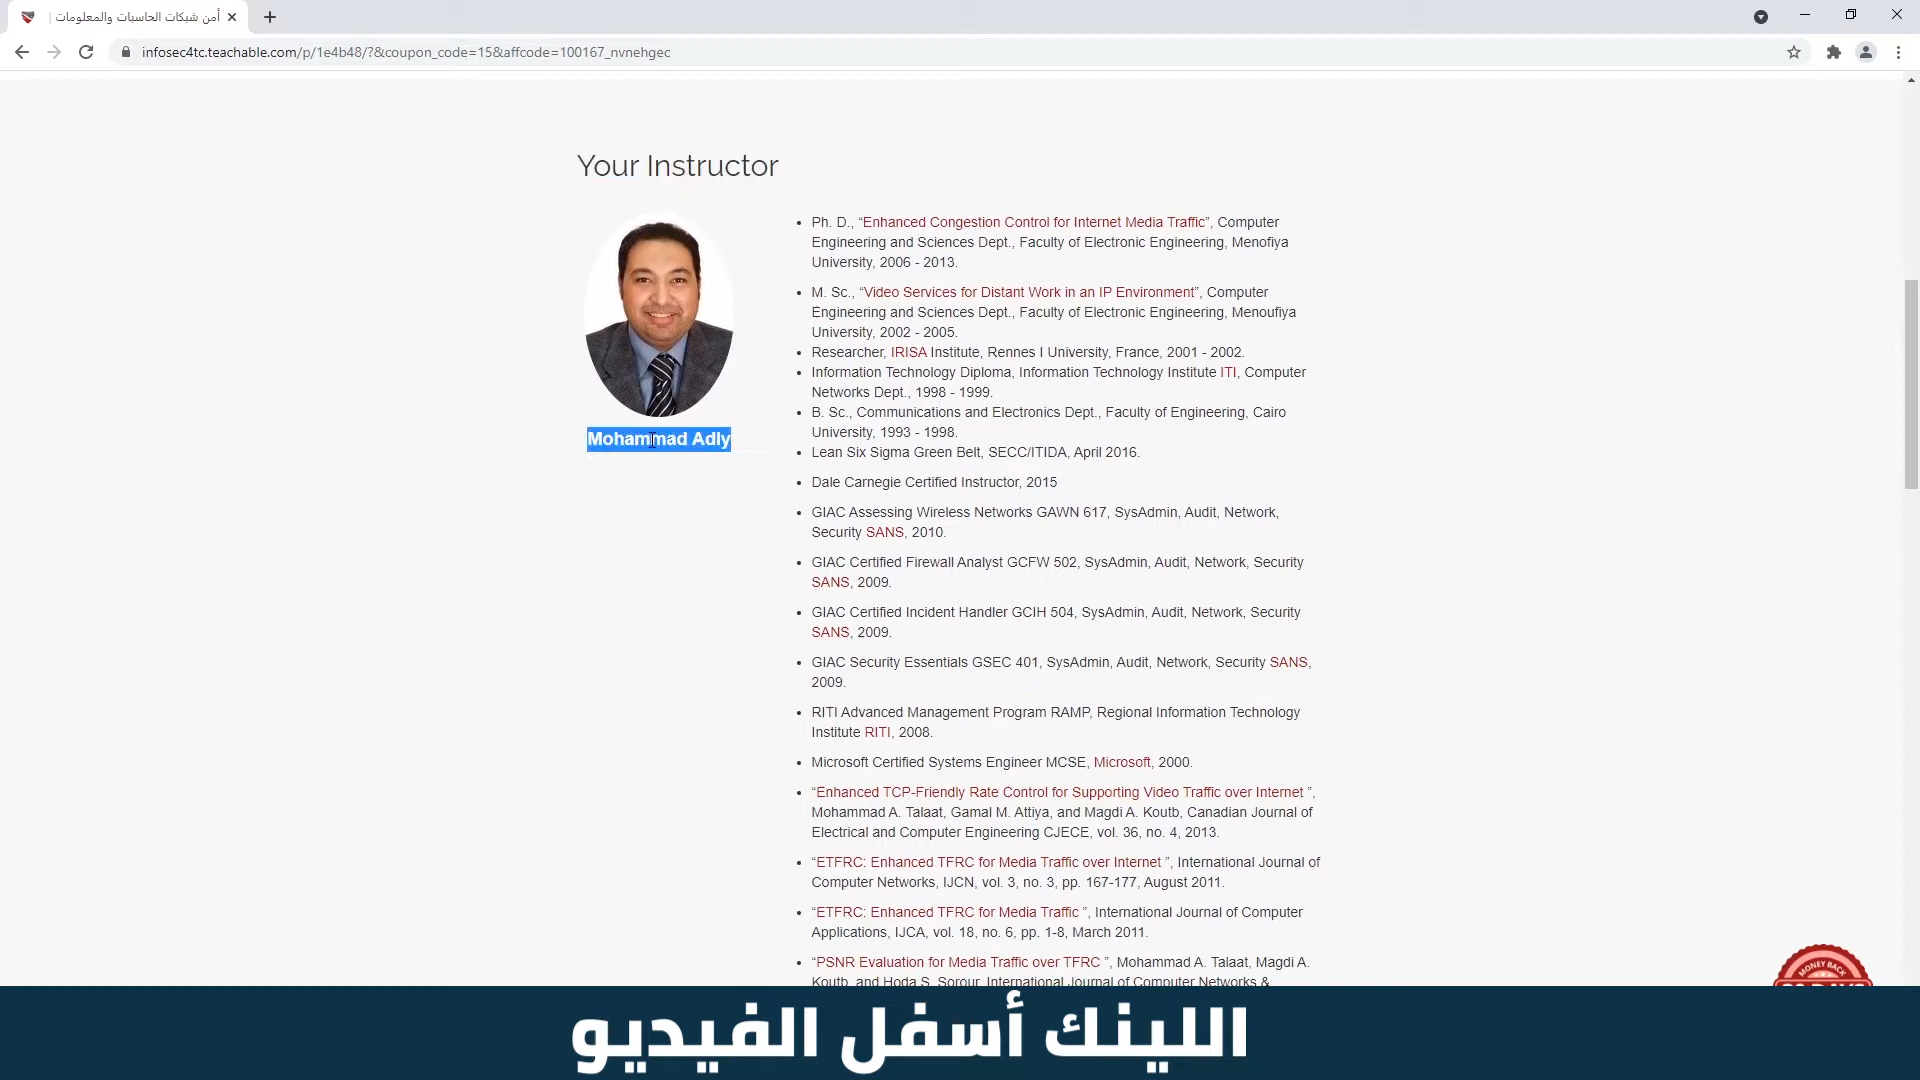 أمن شبكات الحاسبات والمعلومات |
infosec4tc.teachable.com/p/1e4b48/?&coupon_code=15&affcode=100167_nvnehgec
Your Instructor
Mohammad Adly
Ph. D., “Enhanced Congestion Control for Internet Media Traffic”, Computer
Engineering and Sciences Dept., Faculty of Electronic Engineering, Menofiya
University, 2006 - 2013.
M. Sc., “Video Services for Distant Work in an IP Environment”, Computer
Engineering and Sciences Dept., Faculty of Electronic Engineering, Menoufiya
University, 2002 - 2005.
Researcher, IRISA Institute, Rennes I University, France, 2001 - 2002.
Information Technology Diploma, Information Technology Institute ITI, Computer
Networks Dept., 1998 - 1999.
B. Sc., Communications and Electronics Dept., Faculty of Engineering, Cairo
University, 1993 - 1998.
Lean Six Sigma Green Belt, SECC/ITIDA, April 2016.
Dale Carnegie Certified Instructor, 2015
GIAC Assessing Wireless Networks GAWN 617, SysAdmin, Audit, Network,
Security SANS, 2010.
GIAC Certified Firewall Analyst GCFW 502, SysAdmin, Audit, Network, Security
SANS, 2009.
GIAC Certified Incident Handler GCIH 504, SysAdmin, Audit, Network, Security
SANS, 2009.
GIAC Security Essentials GSEC 401, SysAdmin, Audit, Network, Security SANS,
2009.
RITI Advanced Management Program RAMP, Regional Information Technology
Institute RITI, 2008.
Microsoft Certified Systems Engineer MCSE, Microsoft, 2000.
“Enhanced TCP-Friendly Rate Control for Supporting Video Traffic over Internet ”,
Mohammad A. Talaat, Gamal M. Attiya, and Magdi A. Koutb, Canadian Journal of
Electrical and Computer Engineering CJECE, vol. 36, no. 4, 2013.
“ETFRC: Enhanced TFRC for Media Traffic over Internet ”, International Journal of
Computer Networks, IJCN, vol. 3, no. 3, pp. 167-177, August 2011.
“ETFRC: Enhanced TFRC for Media Traffic ”, International Journal of Computer
Applications, IJCA, vol. 18, no. 6, pp. 1-8, March 2011.
“PSNR Evaluation for Media Traffic over TFRC ”, Mohammad A. Talaat, Magdi A.
Koutb, and Hoda S. Sorour, International Journal of Computer Networks &
MONEY BACK
اللينك أسفل الفيديو